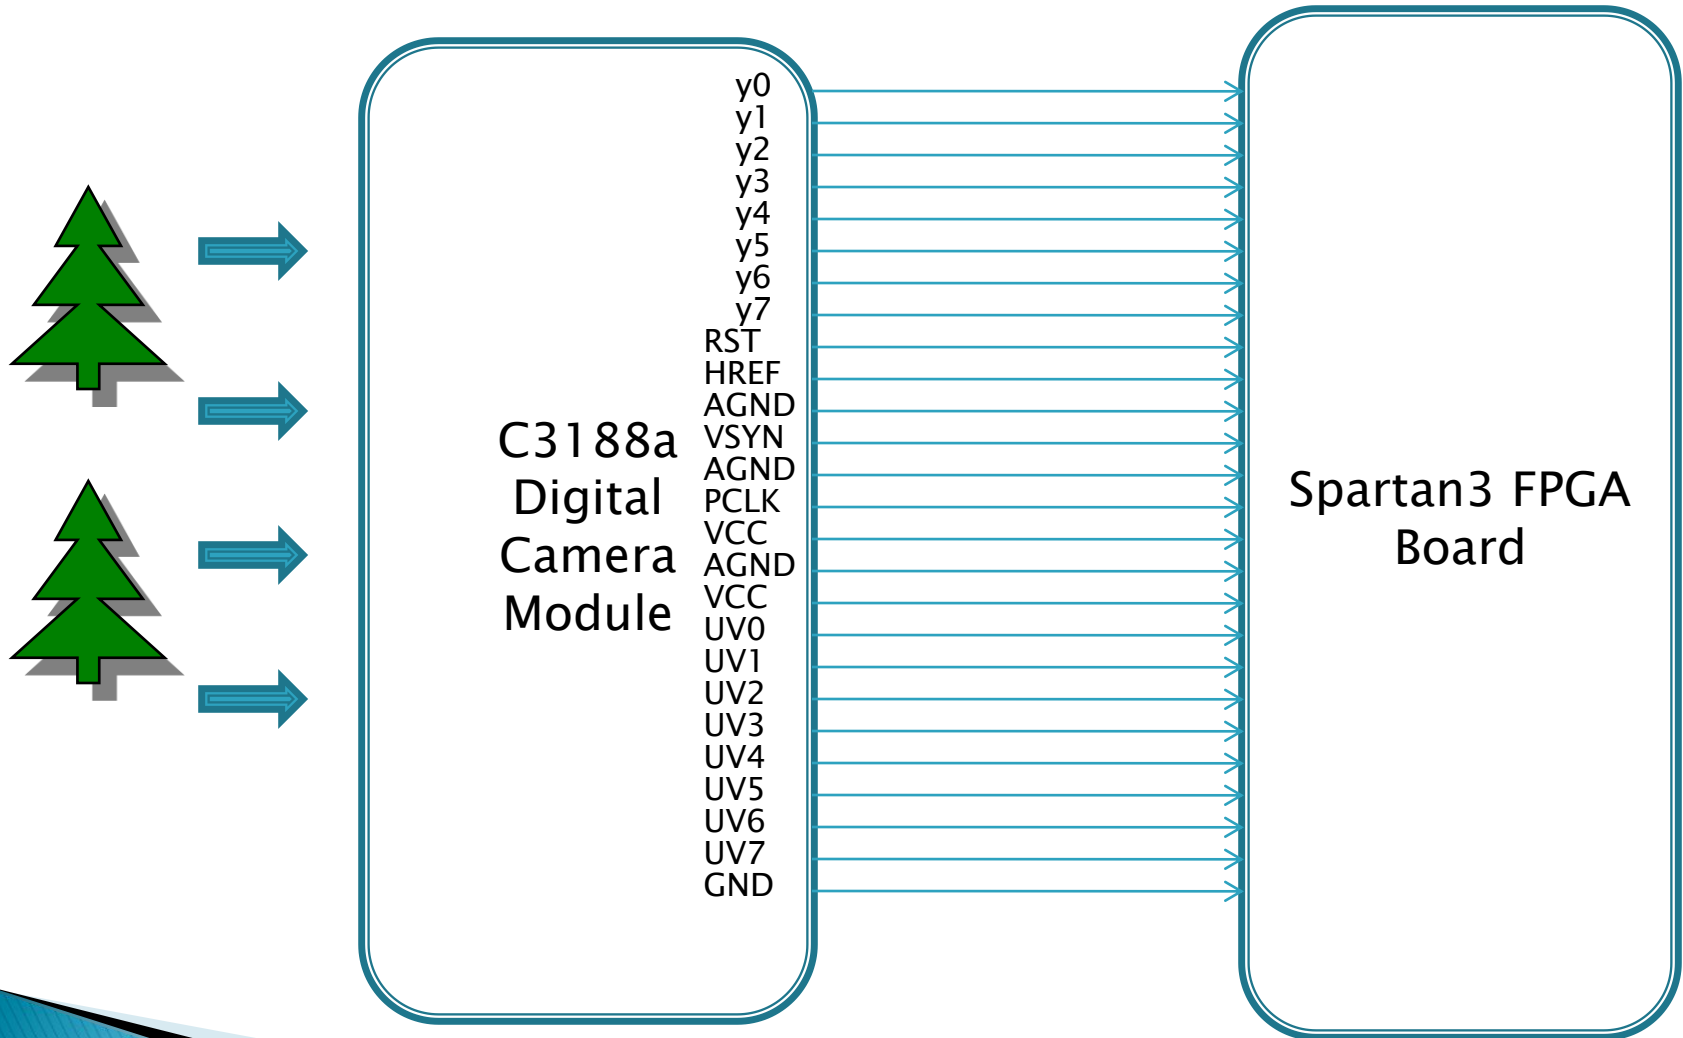 y0
y1
y2
y3
y4
y5
y6
y7
RST
HREF
AGND
VSYN
AGND
PCLK
VCC
AGND
VCC
UV0
UV1
UV2
UV3
UV4
UV5
UV6
UV7
GND
C3188a
Digital
Camera
Module
Spartan3 FPGA
Board